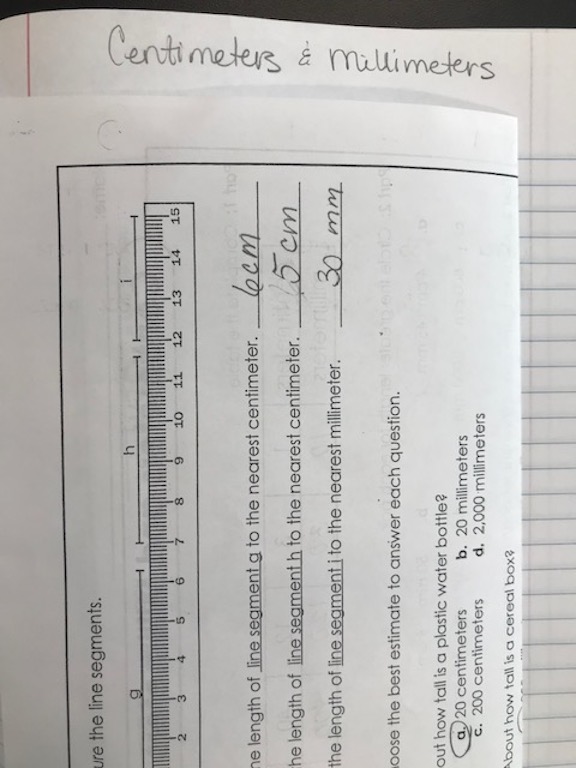 Centimeters & Millimeters
ure the line segments.
g h i
2 3 4 5 6 7 8 9 10 11 12 13 14 15
ne length of line segment g to the nearest centimeter. 6cm
he length of line segment h to the nearest centimeter. 5 cm
the length of line segment i to the nearest millimeter. 30 mm
oose the best estimate to answer each question.
out how tall is a plastic water bottle?
a. 20 centimeters b. 20 millimeters
c. 200 centimeters d. 2,000 millimeters
About how tall is a cereal box?